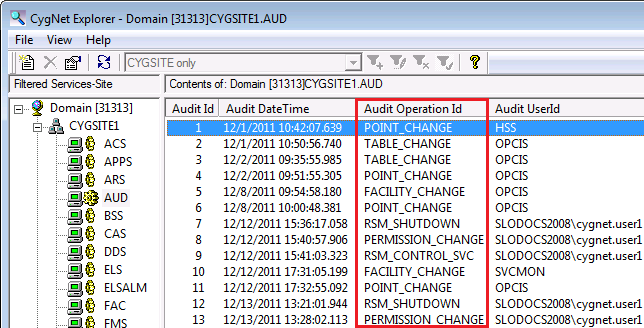 CygNet Explorer - Domain [31313]CYGSITE1.AUD
File View Help
CYGSITE only
Filtered Services-Site
Contents of: Domain [31313]CYGSITE1.AUD
Domain [31313]
CYGSITE1
ACS
APPS
ARS
AUD
BSS
CAS
DDS
ELS
ELSALM
FAC
FMS
Audit Id Audit DateTime Audit Operation Id Audit UserId
1 12/1/2011 10:42:07.639 POINT_CHANGE HSS
2 12/1/2011 10:50:56.740 TABLE_CHANGE OPCIS
3 12/2/2011 09:35:55.985 TABLE_CHANGE OPCIS
4 12/2/2011 09:51:55.305 POINT_CHANGE OPCIS
5 12/8/2011 09:54:58.180 FACILITY_CHANGE OPCIS
6 12/8/2011 10:00:48.381 POINT_CHANGE OPCIS
7 12/12/2011 15:36:17.058 RSM_SHUTDOWN SLODOCS2008\cygnet.user1
8 12/12/2011 15:40:57.906 PERMISSION_CHANGE SLODOCS2008\cygnet.user1
9 12/12/2011 15:41:03.323 RSM_CONTROL_SVC SLODOCS2008\cygnet.user1
10 12/12/2011 17:31:05.199 FACILITY_CHANGE SVCMON
11 12/12/2011 17:32:55.092 POINT_CHANGE OPCIS
12 12/13/2011 13:21:01.944 RSM_SHUTDOWN SLODOCS2008\cygnet.user1
13 12/13/2011 13:28:02.113 PERMISSION_CHANGE SLODOCS2008\cygnet.user1